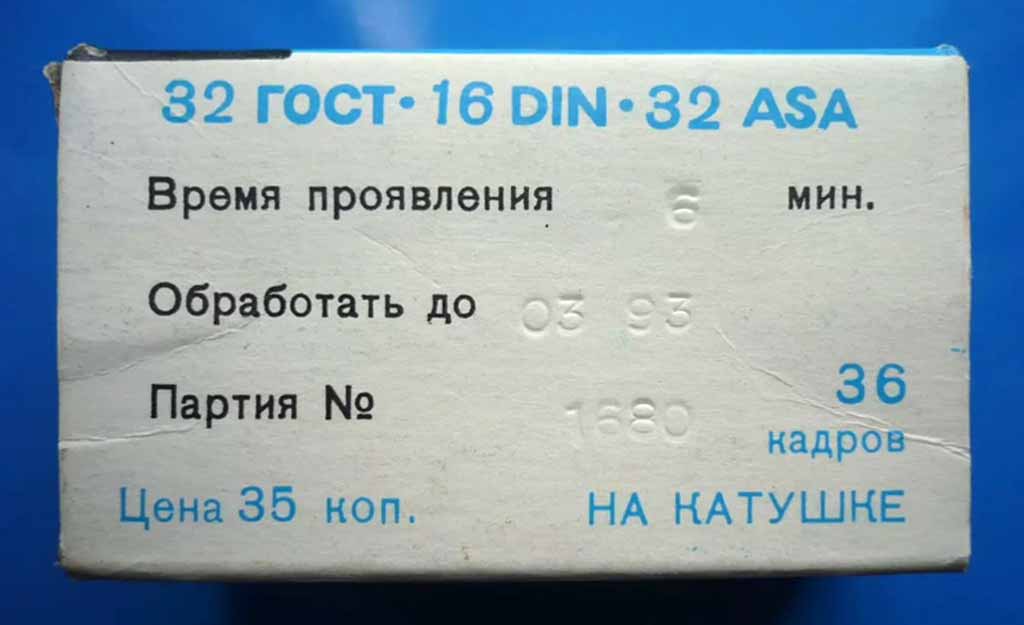 32 ГОСТ · 16 DIN · 32 ASA
Время проявления 6 мин.
Обработать до 03 93
Партия № 1680
36
кадров
Цена 35 коп. НА КАТУШКЕ